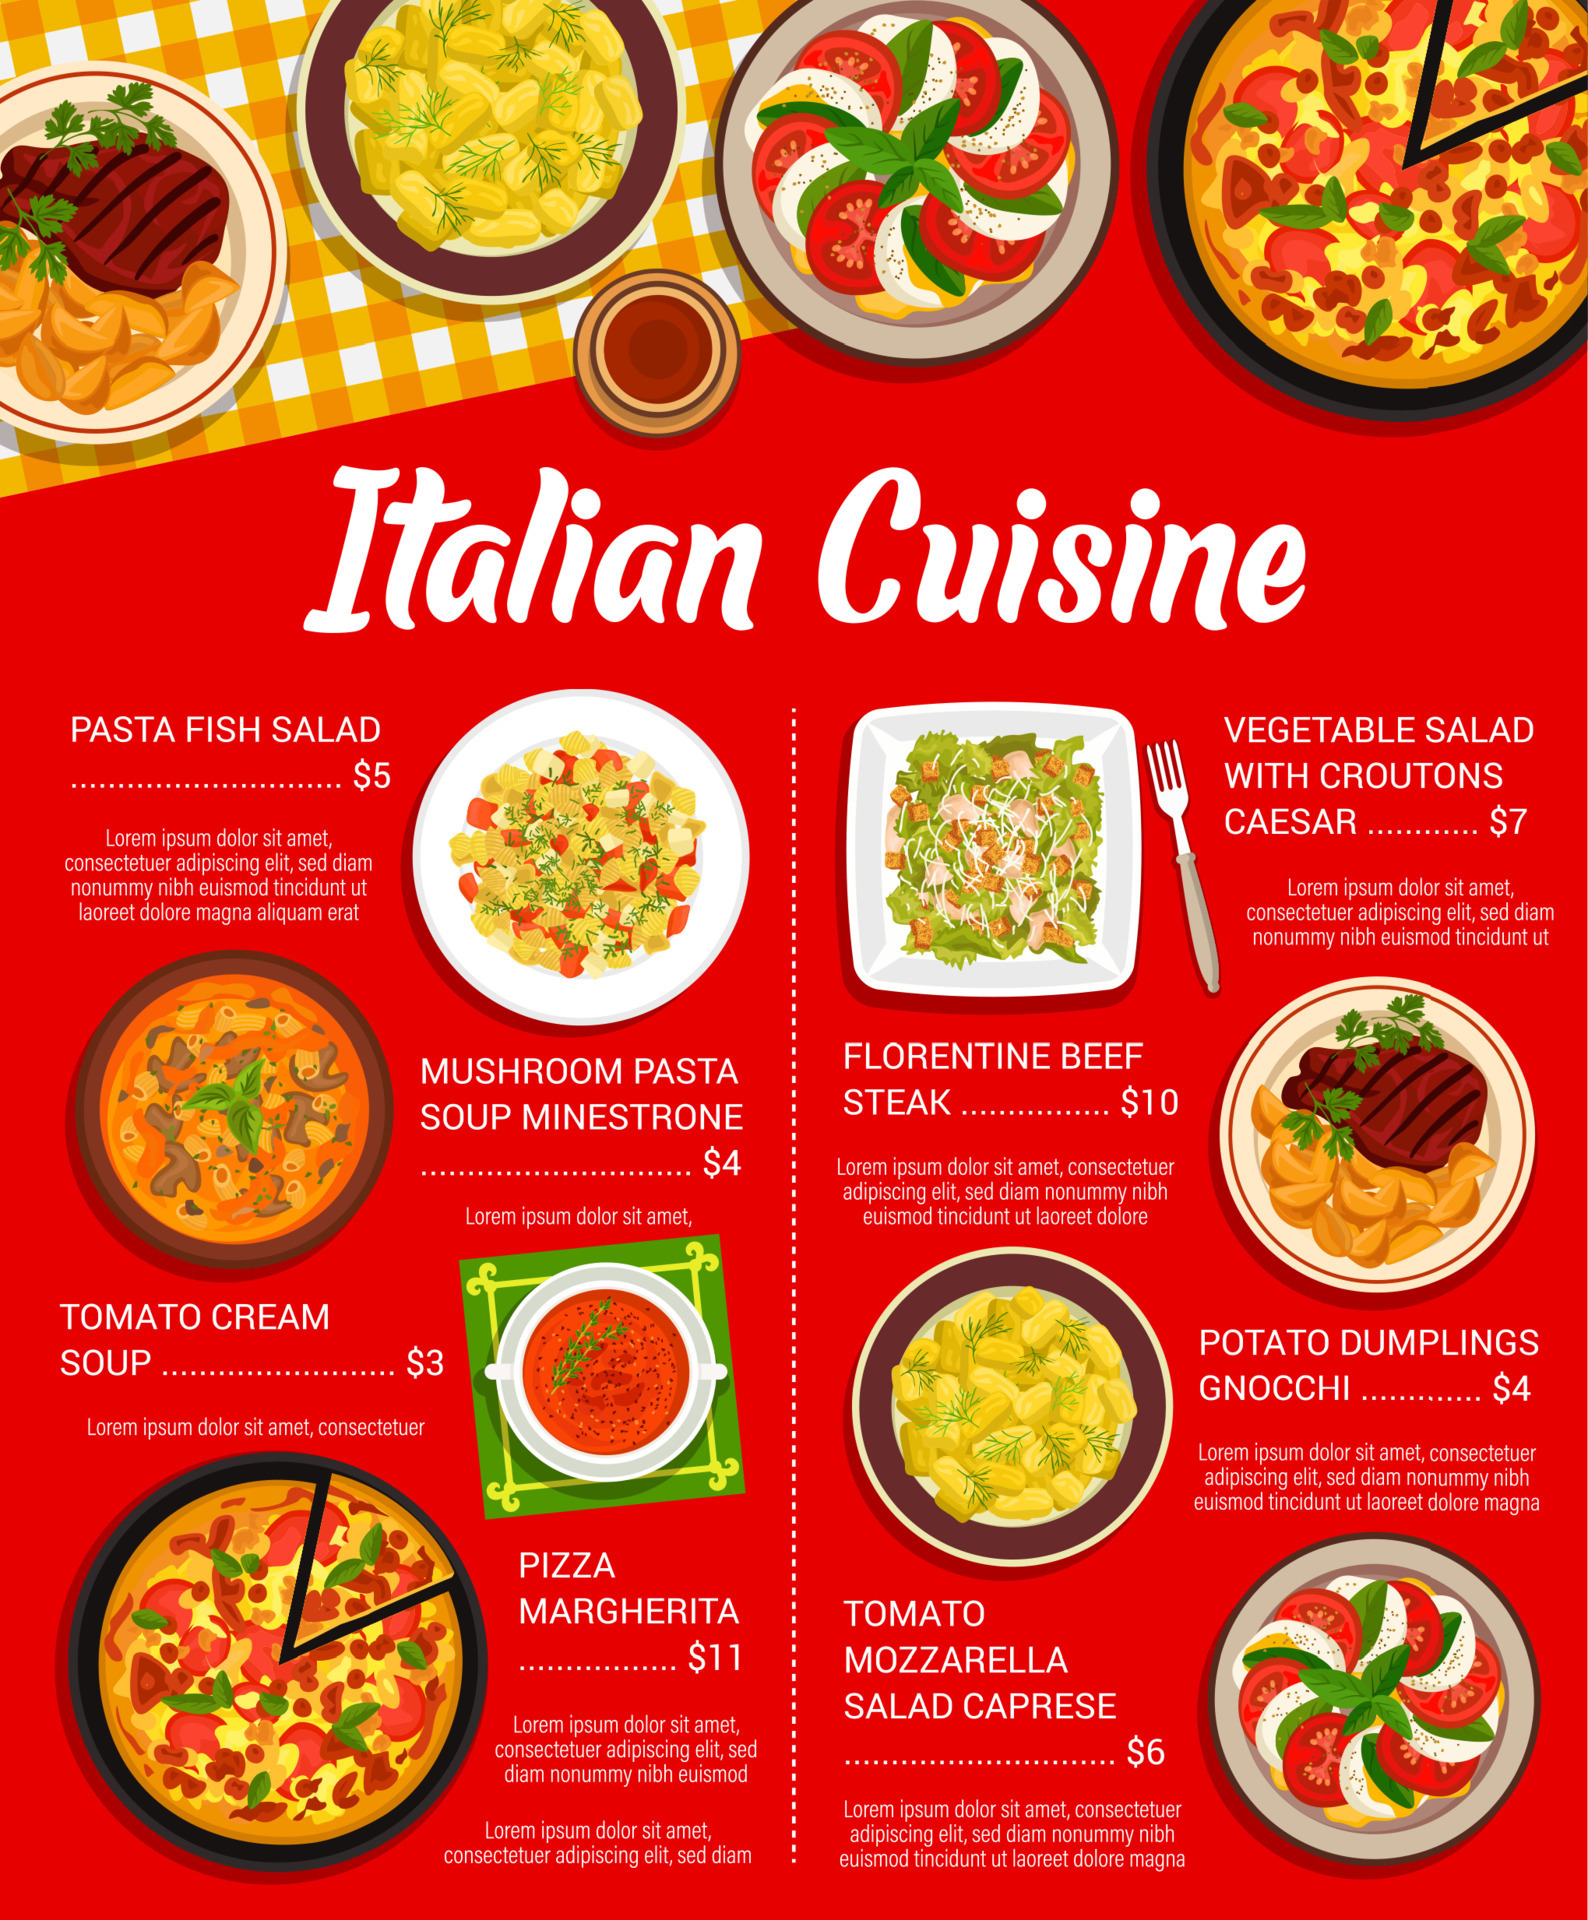 Italian Cuisine
PASTA FISH SALAD
............................. $5
Lorem ipsum dolor sit amet,
consectetuer adipiscing elit, sed diam
nonummy nibh euismod tincidunt ut
laoreet dolore magna aliquam erat
MUSHROOM PASTA
SOUP MINESTRONE
............................. $4
Lorem ipsum dolor sit amet,
TOMATO CREAM
SOUP ......................... $3
Lorem ipsum dolor sit amet, consectetuer
PIZZA
MARGHERITA
................. $11
Lorem ipsum dolor sit amet,
consectetuer adipiscing elit, sed
diam nonummy nibh euismod
Lorem ipsum dolor sit amet,
consectetuer adipiscing elit, sed diam
VEGETABLE SALAD
WITH CROUTONS
CAESAR ............ $7
Lorem ipsum dolor sit amet,
consectetuer adipiscing elit, sed diam
nonummy nibh euismod tincidunt ut
FLORENTINE BEEF
STEAK ................ $10
Lorem ipsum dolor sit amet, consectetuer
adipiscing elit, sed diam nonummy nibh
euismod tincidunt ut laoreet dolore
POTATO DUMPLINGS
GNOCCHI ............. $4
Lorem ipsum dolor sit amet, consectetuer
adipiscing elit, sed diam nonummy nibh
euismod tincidunt ut laoreet dolore magna
TOMATO
MOZZARELLA
SALAD CAPRESE
............................. $6
Lorem ipsum dolor sit amet, consectetuer
adipiscing elit, sed diam nonummy nibh
euismod tincidunt ut laoreet dolore magna